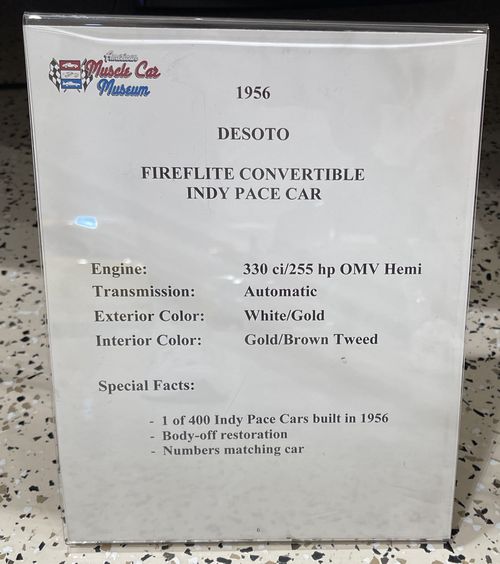 American
Muscle Car
Museum
1956
DESOTO
FIREFLITE CONVERTIBLE
INDY PACE CAR
Engine: 330 ci/255 hp OMV Hemi
Transmission: Automatic
Exterior Color: White/Gold
Interior Color: Gold/Brown Tweed
Special Facts:
- 1 of 400 Indy Pace Cars built in 1956
- Body-off restoration
- Numbers matching car